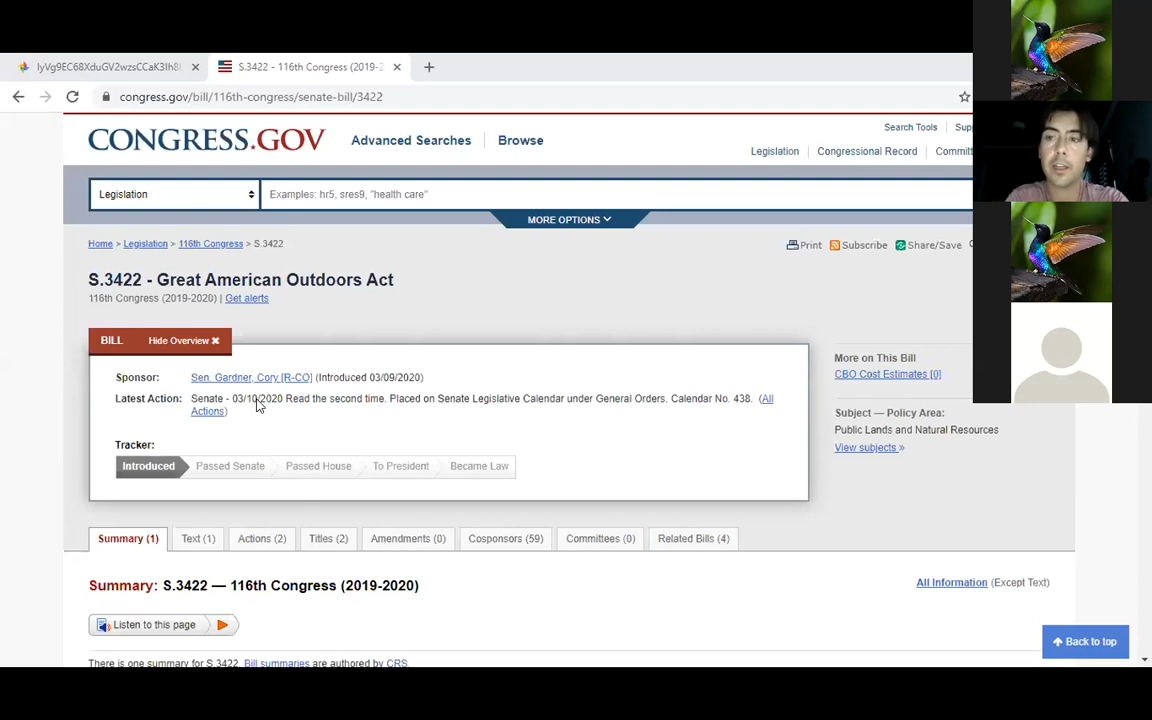 lyVg9EC68XduGV2wzsCCaK3Ih8
S.3422 - 116th Congress (2019-2
congress.gov/bill/116th-congress/senate-bill/3422
CONGRESS.GOV Advanced Searches Browse
Search Tools Supp
Legislation Congressional Record Committ
Legislation Examples: hr5, sres9, "health care"
MORE OPTIONS
Home > Legislation > 116th Congress > S.3422
Print Subscribe Share/Save
S.3422 - Great American Outdoors Act
116th Congress (2019-2020) | Get alerts
BILL Hide Overview ✖
Sponsor: Sen. Gardner, Cory [R-CO] (Introduced 03/09/2020)
Latest Action: Senate - 03/10/2020 Read the second time. Placed on Senate Legislative Calendar under General Orders. Calendar No. 438. (All
Actions)
Tracker:
Introduced Passed Senate Passed House To President Became Law
More on This Bill
CBO Cost Estimates [0]
Subject — Policy Area:
Public Lands and Natural Resources
View subjects »
Summary (1) Text (1) Actions (2) Titles (2) Amendments (0) Cosponsors (59) Committees (0) Related Bills (4)
Summary: S.3422 — 116th Congress (2019-2020)
All Information (Except Text)
Listen to this page
Back to top
There is one summary for S.3422. Bill summaries are authored by CRS.